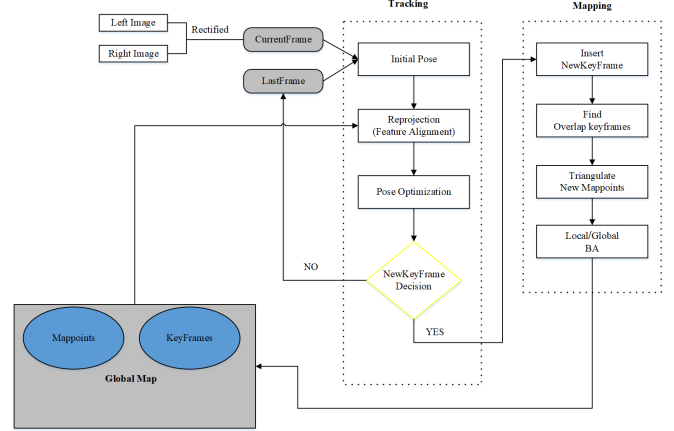 Tracking
Mapping
Left Image
Right Image
Rectified
CurrentFrame
LastFrame
Initial Pose
Reprojection
(Feature Alignment)
Pose Optimization
NewKeyFrame
Decision
NO
YES
Insert
NewKeyFrame
Find
Overlap keyframes
Triangulate
New Mappoints
Local/Global
BA
Mappoints
KeyFrames
Global Map